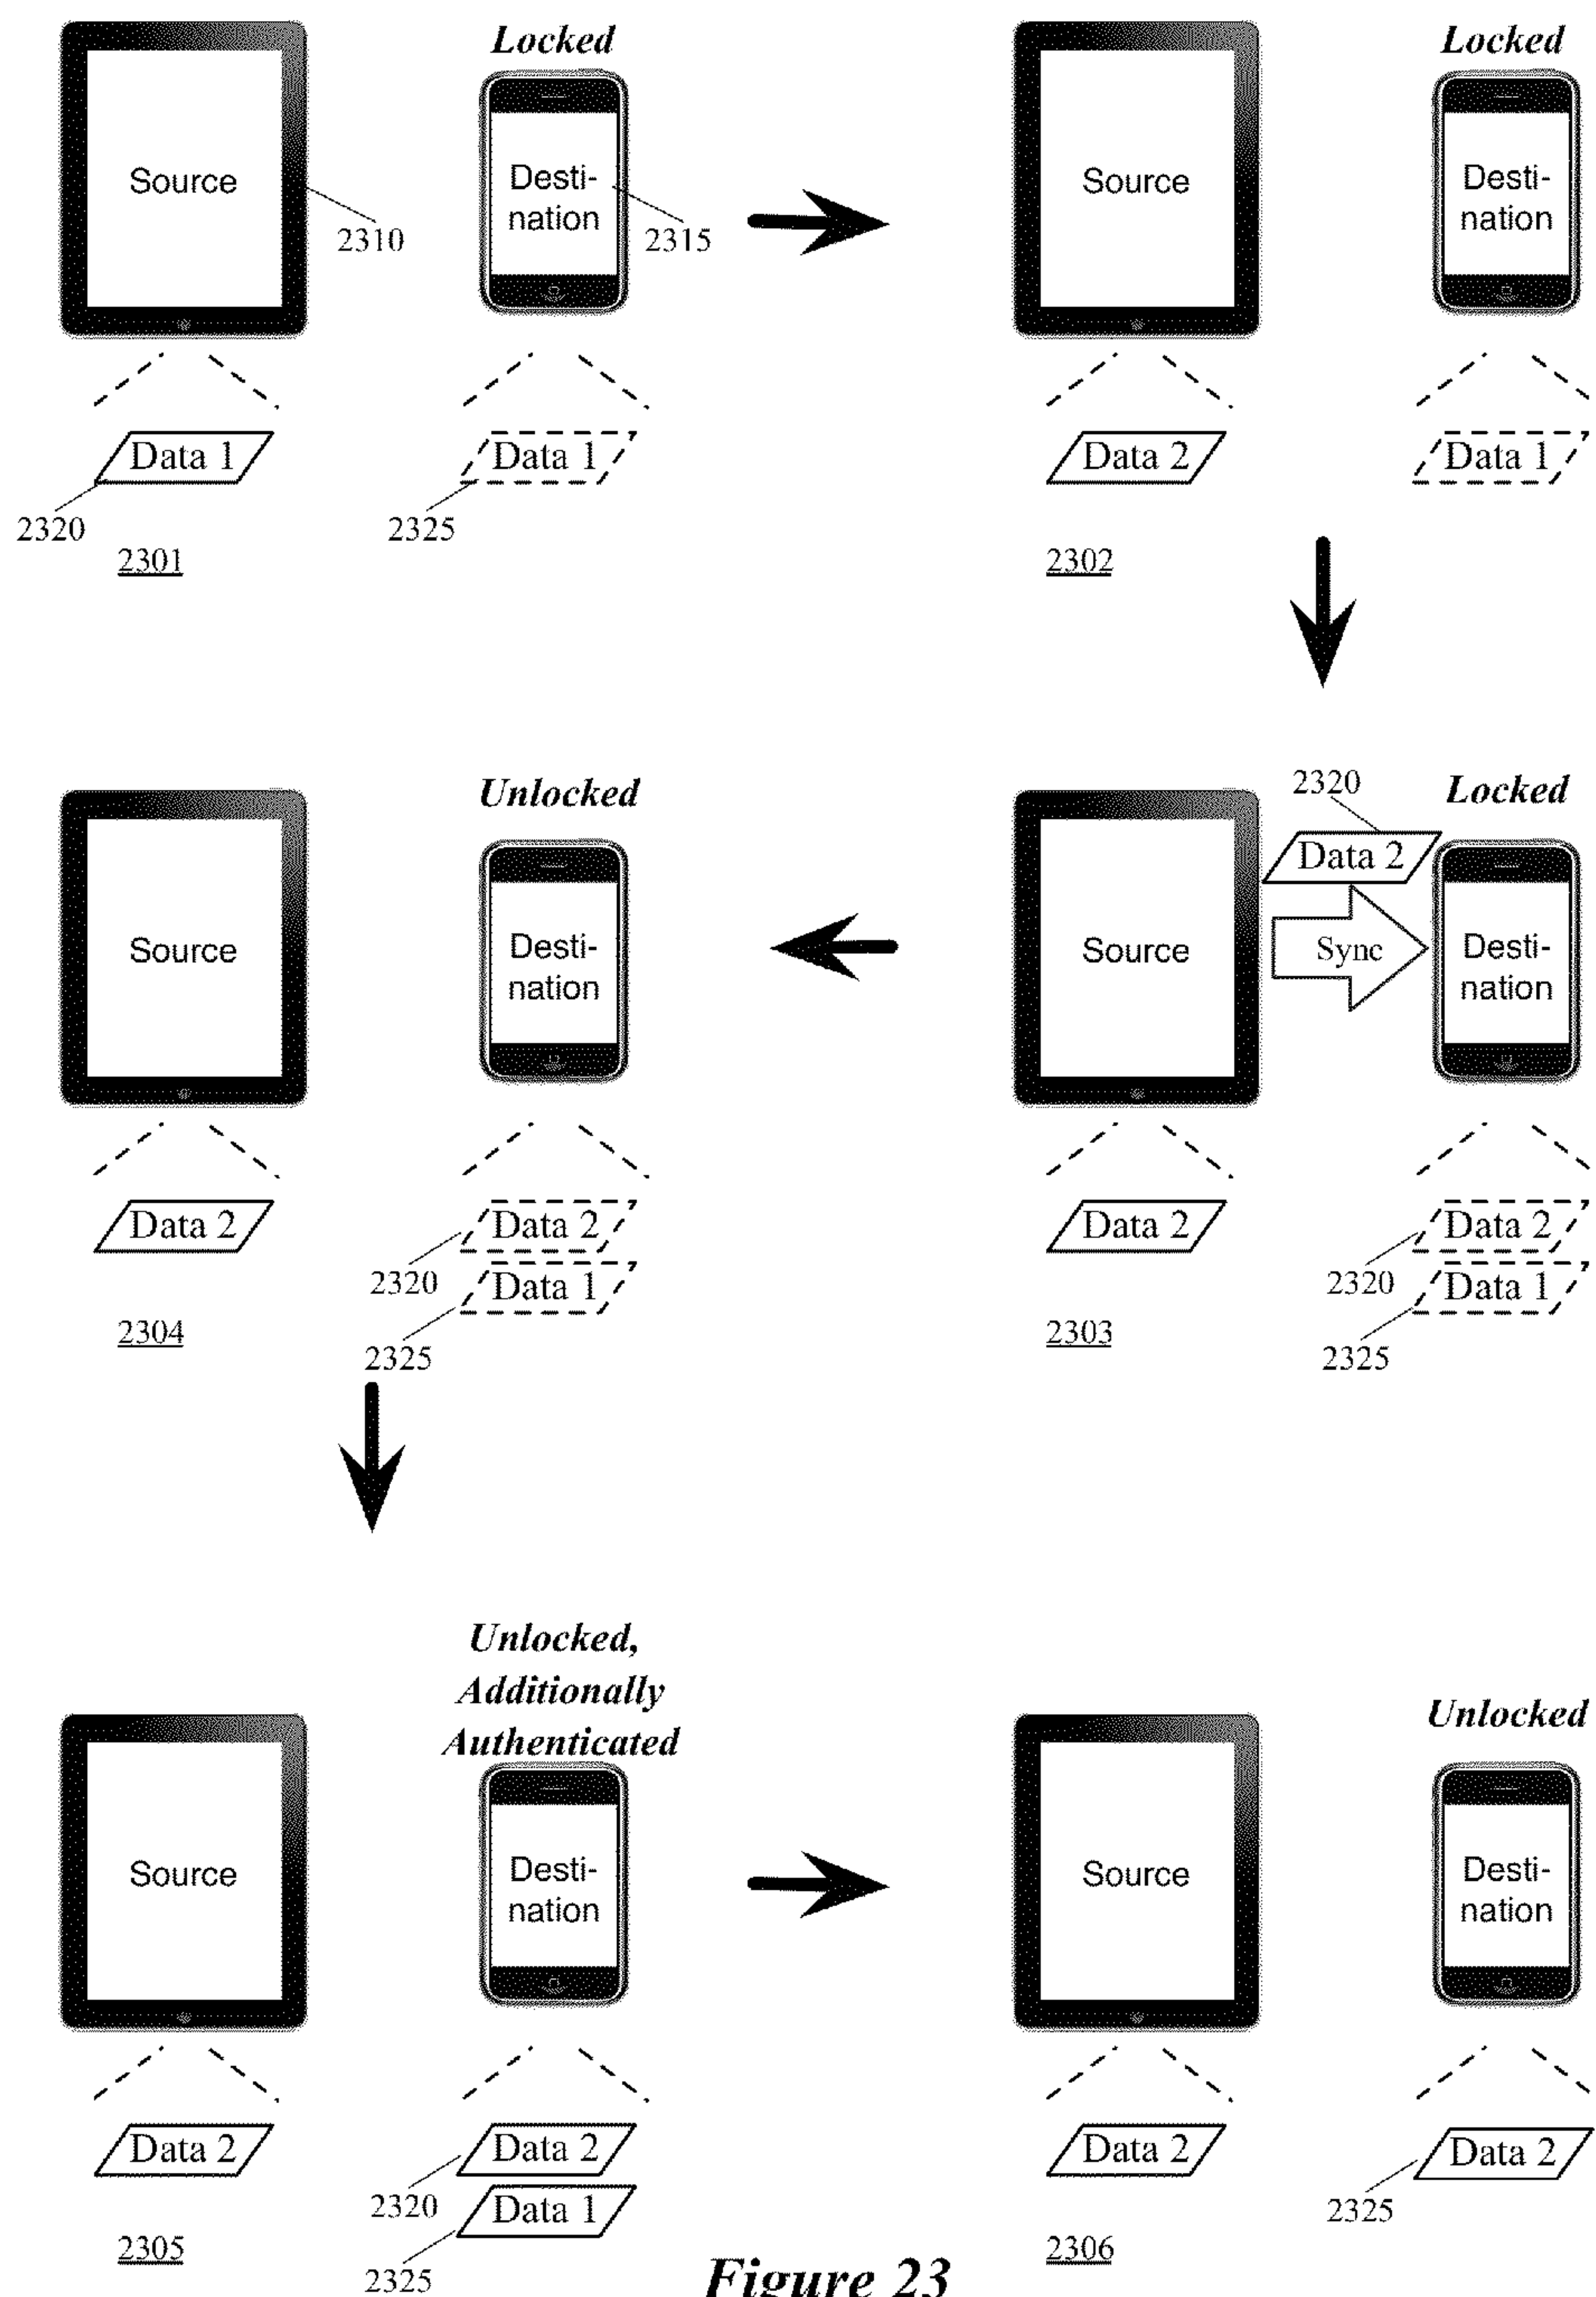 Locked
Source
Desti-
nation
2310
2315
Data 1
Data 1
2320
2325
2301
Locked
Source
Desti-
nation
Data 2
Data 1
2302
2320
Locked
Data 2
Source
Sync
Desti-
nation
Data 2
Data 2
2320
Data 1
2303
2325
Unlocked
Source
Desti-
nation
Data 2
Data 2
2320
Data 1
2304
2325
Unlocked,
Additionally
Authenticated
Source
Desti-
nation
Data 2
Data 2
2320
Data 1
2305
2325
Unlocked
Source
Desti-
nation
Data 2
Data 2
2325
2306
Figure 23